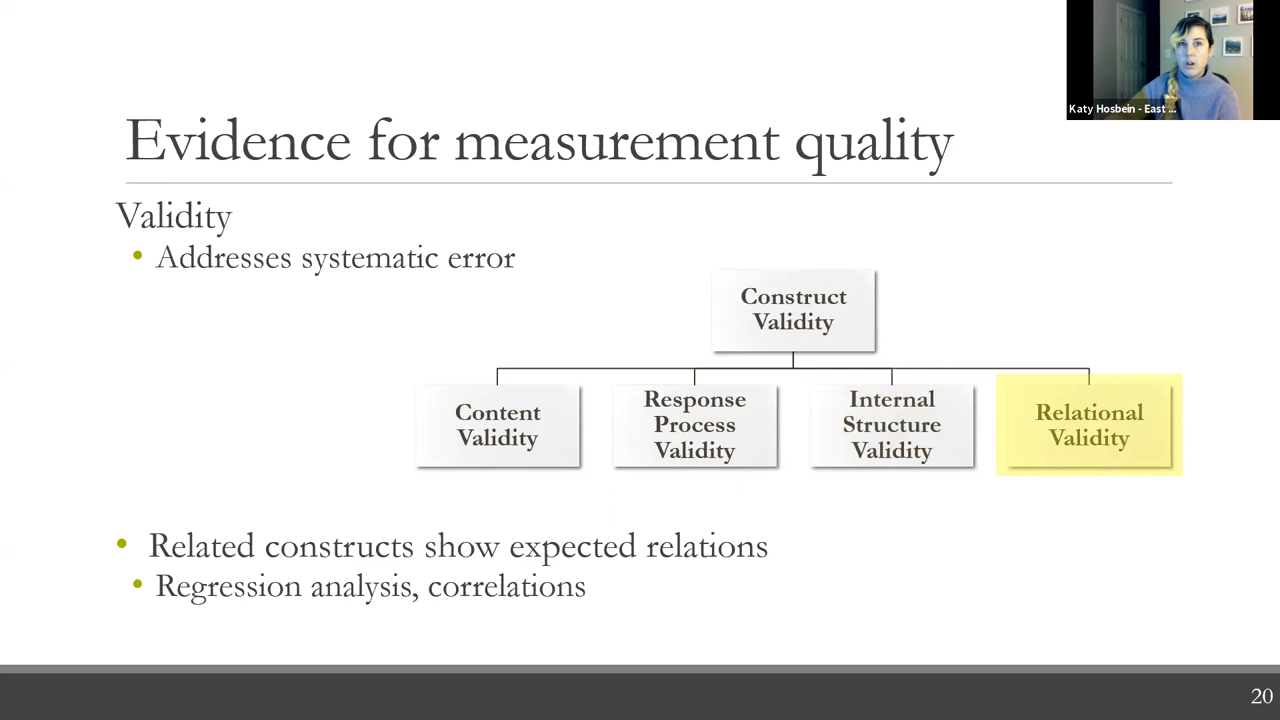 Katy Hosbein - East ...
Evidence for measurement quality
Validity
• Addresses systematic error
Construct
Validity
Content
Validity
Response
Process
Validity
Internal
Structure
Validity
Relational
Validity
• Related constructs show expected relations
• Regression analysis, correlations
20